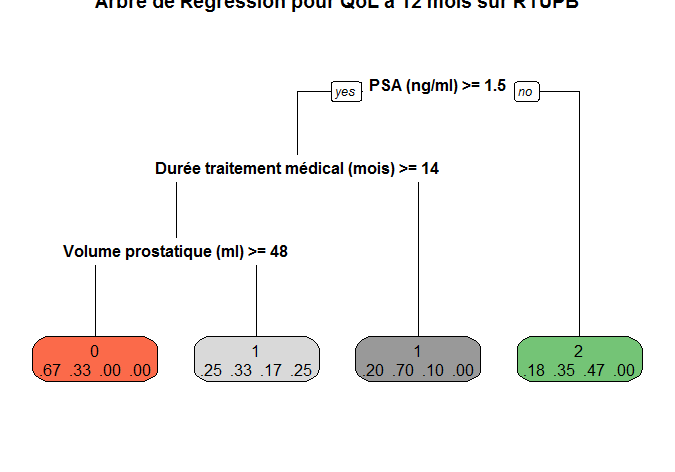 Arbre de Régression pour QoL à 12 mois sur RTUPB
yes PSA (ng/ml) >= 1.5 no
Durée traitement médical (mois) >= 14
Volume prostatique (ml) >= 48
0 1 1 2
.67 .33 .00 .00 .25 .33 .17 .25 .20 .70 .10 .00 .18 .35 .47 .00